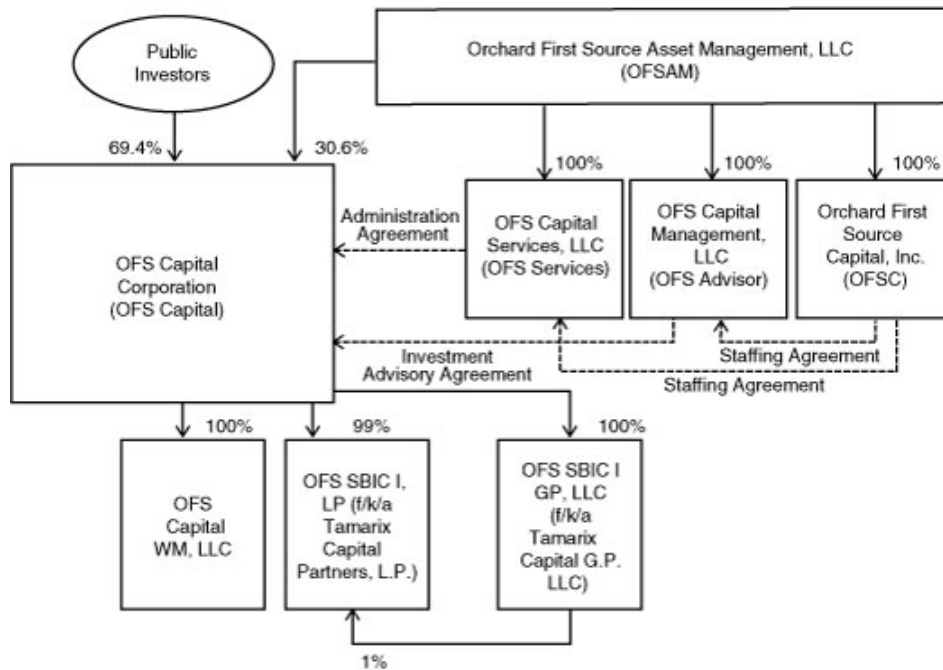 Public
Investors
Orchard First Source Asset Management, LLC
(OFSAM)
69.4%
30.6%
100%
100%
100%
OFS Capital
Corporation
(OFS Capital)
Administration
Agreement
OFS Capital
Services, LLC
(OFS Services)
OFS Capital
Management,
LLC
(OFS Advisor)
Orchard First
Source
Capital, Inc.
(OFSC)
Investment
Advisory Agreement
Staffing Agreement
Staffing Agreement
100%
99%
100%
OFS
Capital
WM, LLC
OFS SBIC I,
LP (f/k/a
Tamarix
Capital
Partners, L.P.)
OFS SBIC I
GP, LLC
(f/k/a
Tamarix
Capital G.P.
LLC)
1%